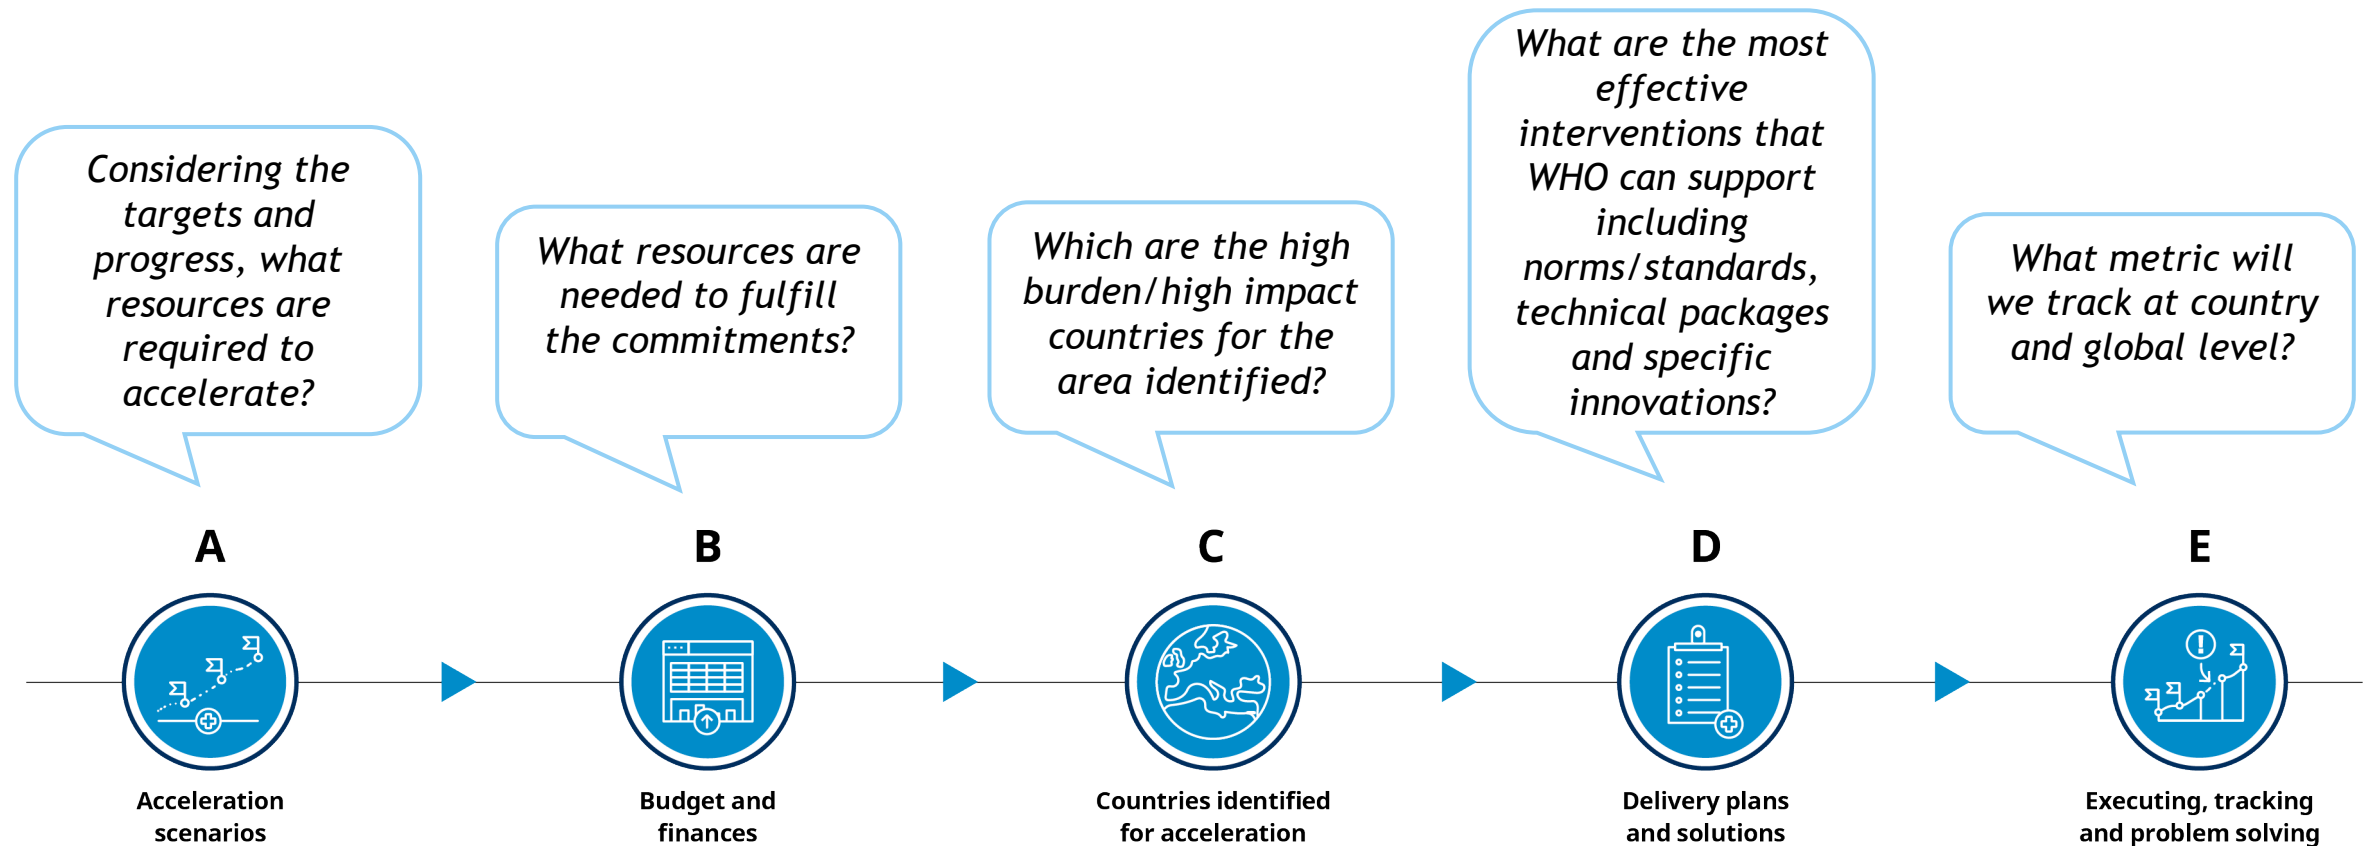 Considering the
targets and
progress, what
resources are
required to
accelerate?
What resources are
needed to fulfill
the commitments?
Which are the high
burden/high impact
countries for the
area identified?
What are the most
effective
interventions that
WHO can support
including
norms/standards,
technical packages
and specific
innovations?
What metric will
we track at country
and global level?
A
B
C
D
E
Acceleration
scenarios
Budget and
finances
Countries identified
for acceleration
Delivery plans
and solutions
Executing, tracking
and problem solving